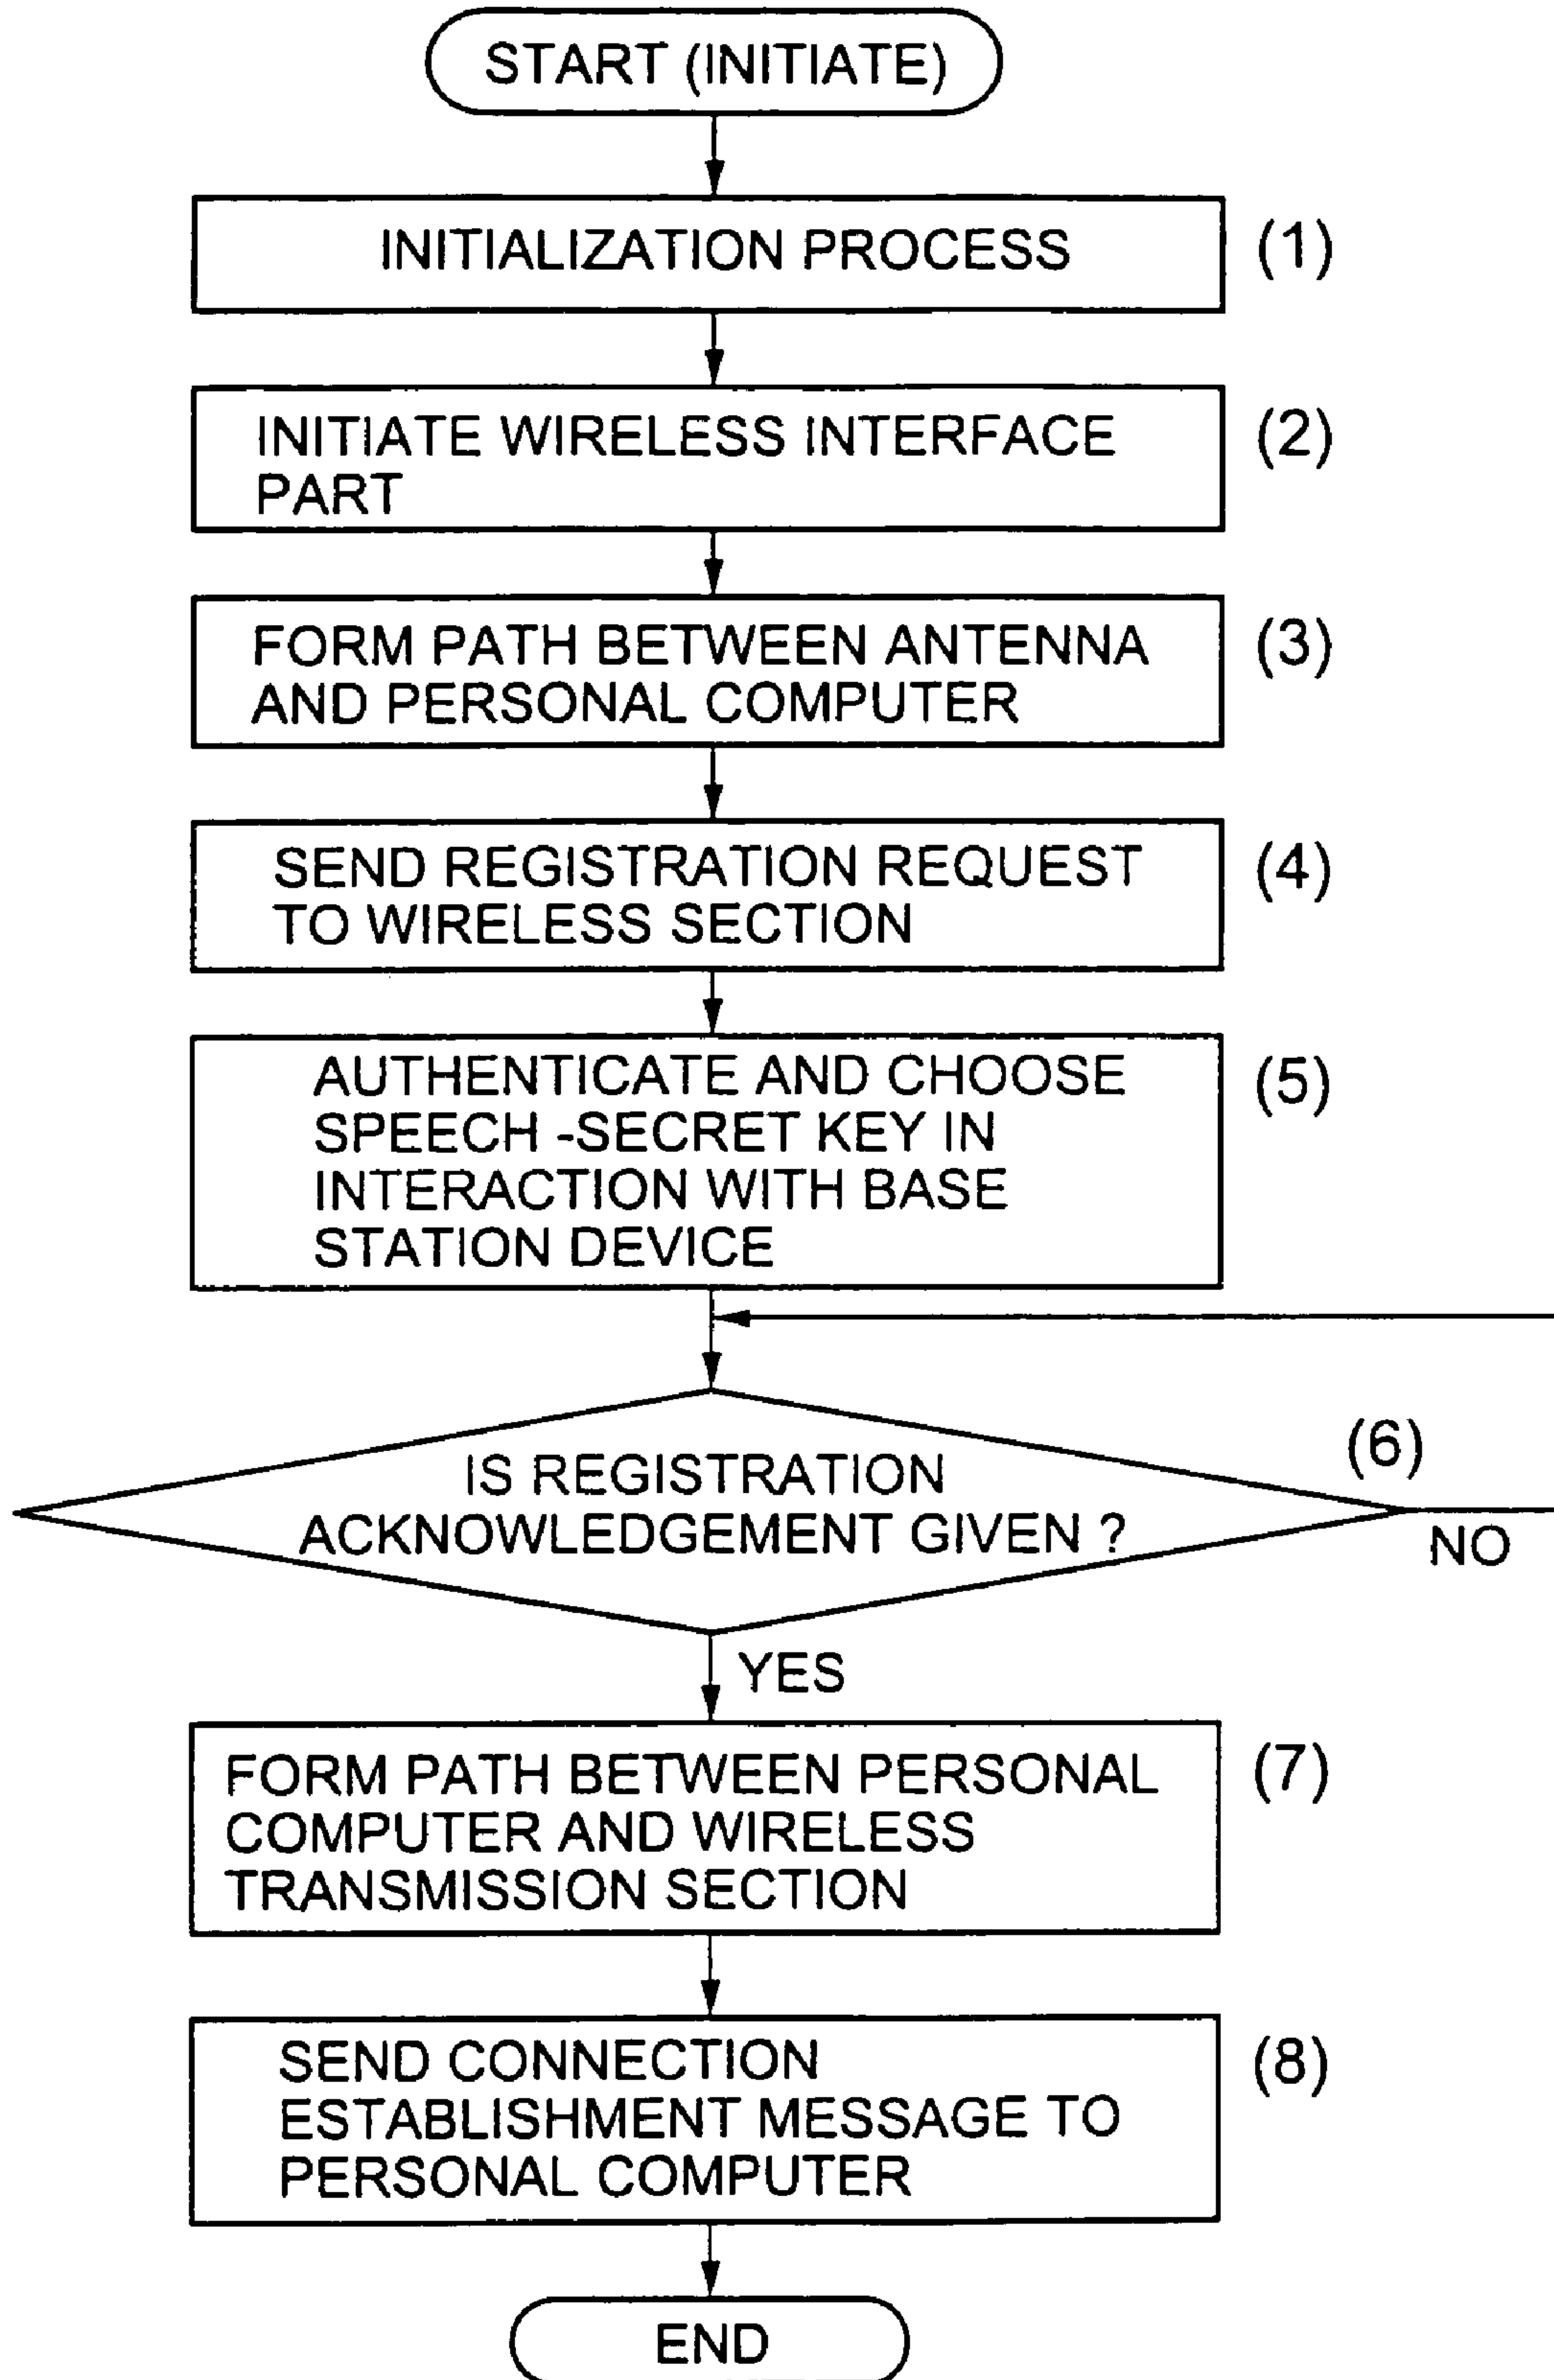 START (INITIATE)
INITIALIZATION PROCESS
(1)
INITIATE WIRELESS INTERFACE
PART
(2)
FORM PATH BETWEEN ANTENNA
AND PERSONAL COMPUTER
(3)
SEND REGISTRATION REQUEST
TO WIRELESS SECTION
(4)
AUTHENTICATE AND CHOOSE
SPEECH -SECRET KEY IN
INTERACTION WITH BASE
STATION DEVICE
(5)
IS REGISTRATION
ACKNOWLEDGEMENT GIVEN ?
(6)
NO
YES
FORM PATH BETWEEN PERSONAL
COMPUTER AND WIRELESS
TRANSMISSION SECTION
(7)
SEND CONNECTION
ESTABLISHMENT MESSAGE TO
PERSONAL COMPUTER
(8)
END